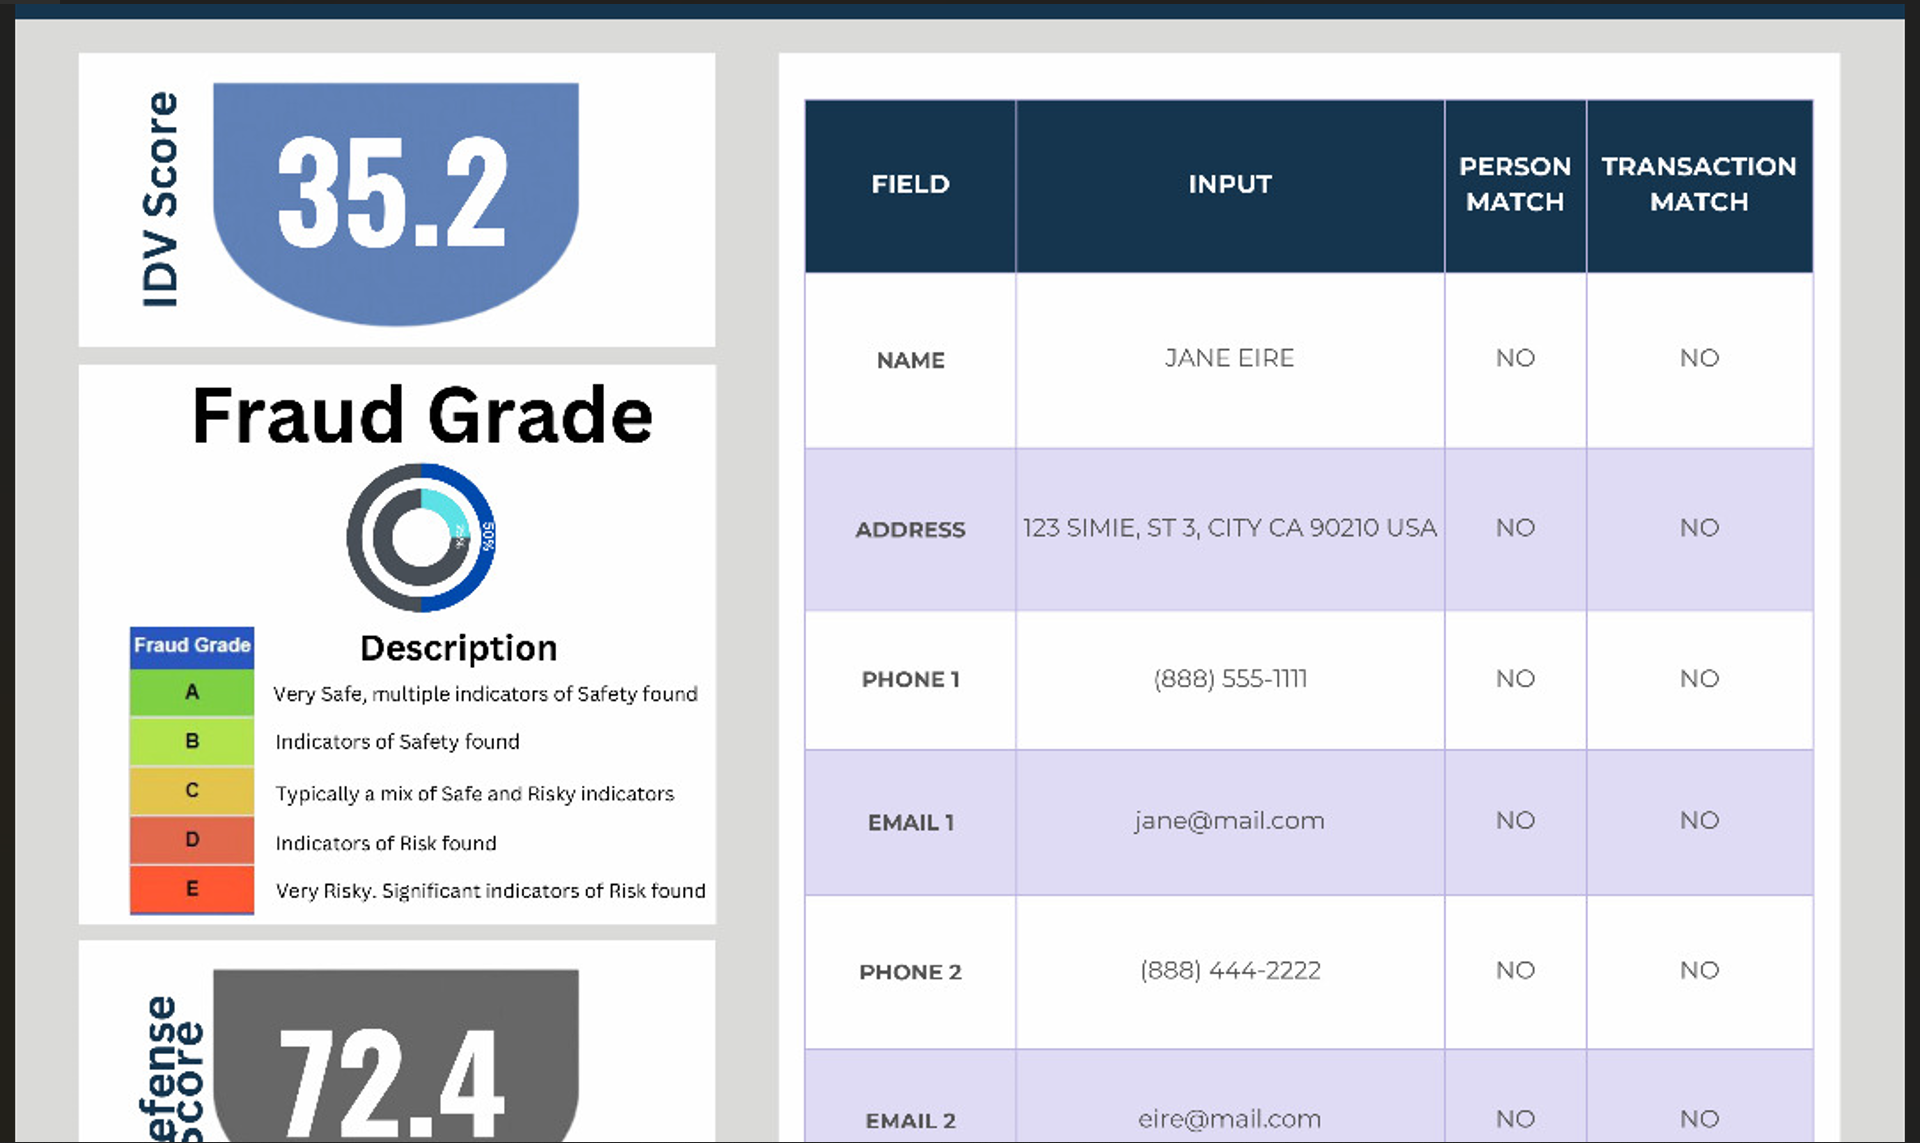 IDV Score
35.2
Fraud Grade
50%
25%
Fraud Grade
Description
A
Very Safe, multiple indicators of Safety found
B
Indicators of Safety found
C
Typically a mix of Safe and Risky indicators
D
Indicators of Risk found
E
Very Risky. Significant indicators of Risk found
efense
score
72.4
FIELD
INPUT
PERSON
MATCH
TRANSACTION
MATCH
NAME
JANE EIRE
NO
NO
ADDRESS
123 SIMIE, ST 3, CITY CA 90210 USA
NO
NO
PHONE 1
(888) 555-1111
NO
NO
EMAIL 1
jane@mail.com
NO
NO
PHONE 2
(888) 444-2222
NO
NO
EMAIL 2
eire@mail.com
NO
NO